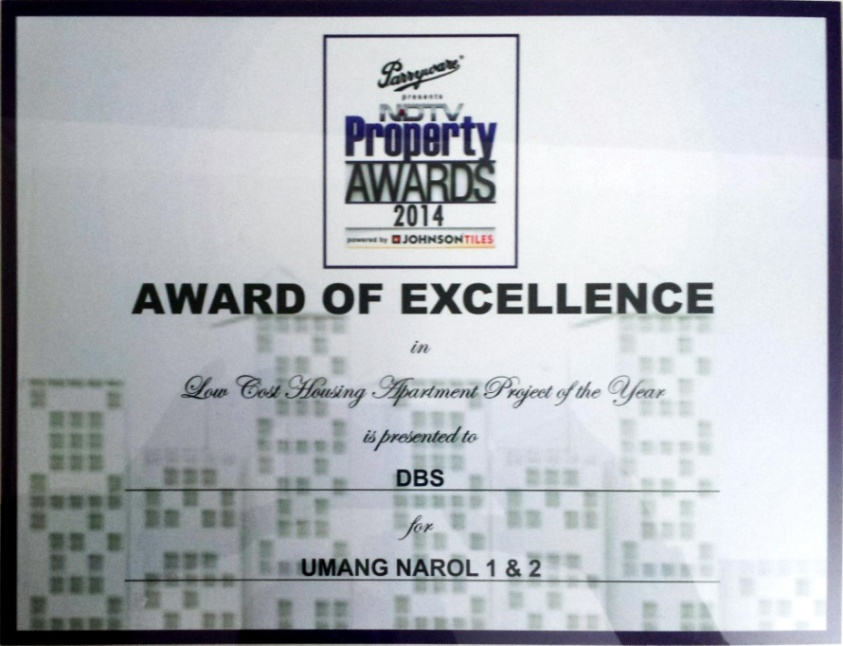 Parryware
presents
NDTV
Property
AWARDS
2014
powered by JOHNSON TILES
AWARD OF EXCELLENCE
in
Low Cost Housing Apartment Project of the Year
is presented to
DBS
for
UMANG NAROL 1 & 2